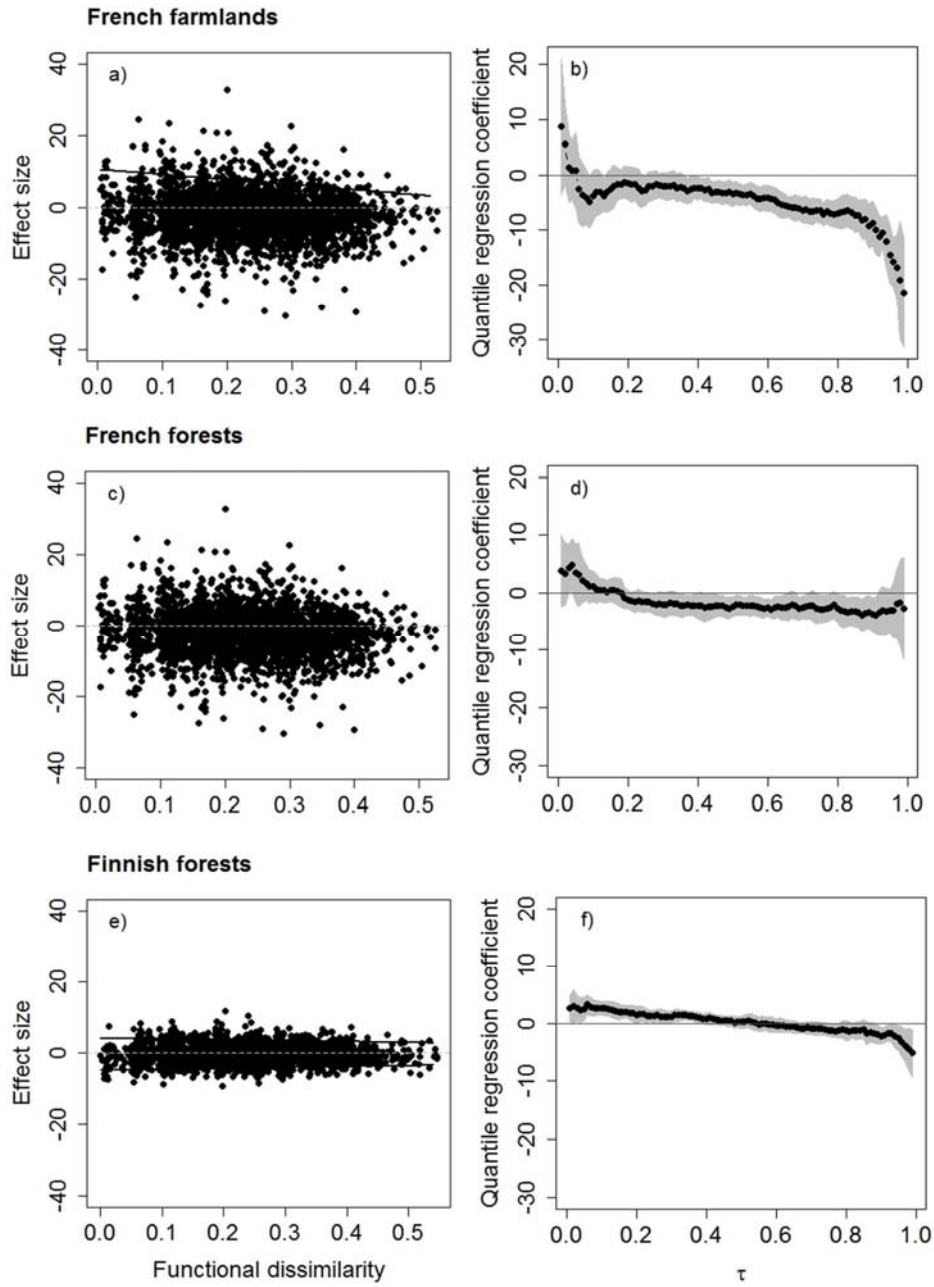 French farmlands
a)
Effect size
40
20
0
-20
-40
0.0 0.1 0.2 0.3 0.4 0.5
b)
Quantile regression coefficient
20
10
0
-10
-20
-30
0.0 0.2 0.4 0.6 0.8 1.0
French forests
c)
Effect size
40
20
0
-20
-40
0.0 0.1 0.2 0.3 0.4 0.5
d)
Quantile regression coefficient
20
10
0
-10
-20
-30
0.0 0.2 0.4 0.6 0.8 1.0
Finnish forests
e)
Effect size
40
20
0
-20
-40
0.0 0.1 0.2 0.3 0.4 0.5
Functional dissimilarity
f)
Quantile regression coefficient
20
10
0
-10
-20
-30
0.0 0.2 0.4 0.6 0.8 1.0
τ